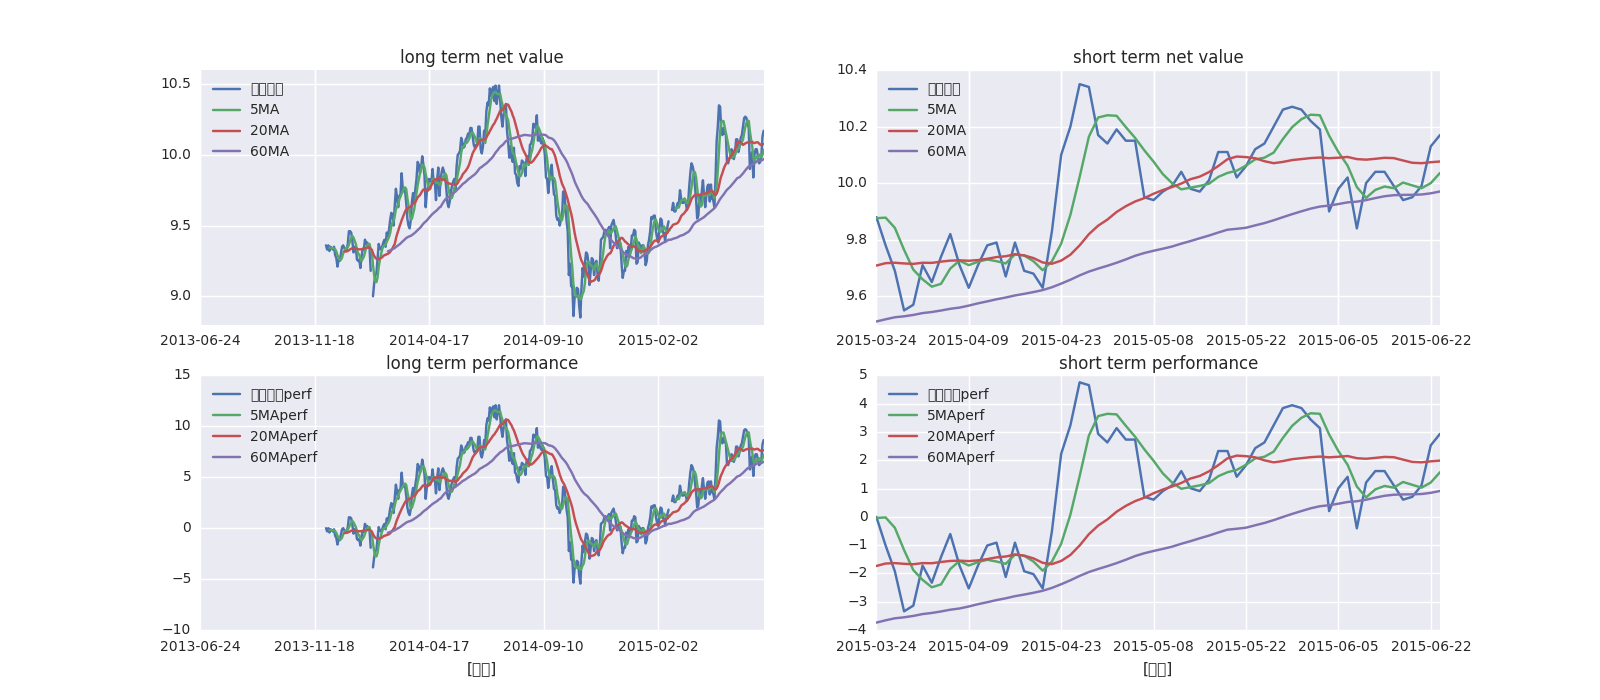 long term net value
10.5
10.0
9.5
9.0
5MA
20MA
60MA
2013-06-24 2013-11-18 2014-04-17 2014-09-10 2015-02-02
short term net value
10.4
10.2
10.0
9.8
9.6
5MA
20MA
60MA
2015-03-24 2015-04-09 2015-04-23 2015-05-08 2015-05-22 2015-06-05 2015-06-22
long term performance
15
10
5
0
−5
−10
perf
5MAperf
20MAperf
60MAperf
2013-06-24 2013-11-18 2014-04-17 2014-09-10 2015-02-02
short term performance
5
4
3
2
1
0
−1
−2
−3
−4
perf
5MAperf
20MAperf
60MAperf
2015-03-24 2015-04-09 2015-04-23 2015-05-08 2015-05-22 2015-06-05 2015-06-22